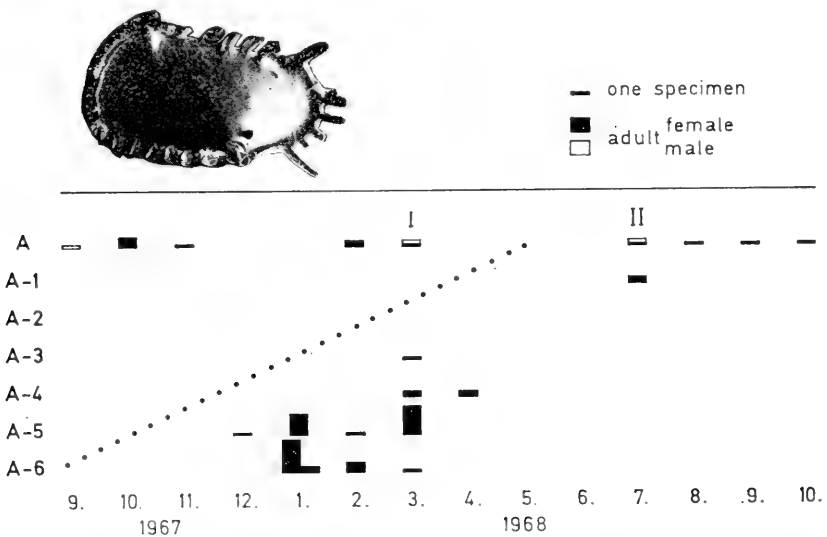 one specimen
adult female
male
I II
A
A-1
A-2
A-3
A-4
A-5
A-6
9. 10. 11. 12. 1. 2. 3. 4. 5. 6. 7. 8. .9. 10.
1967 1968